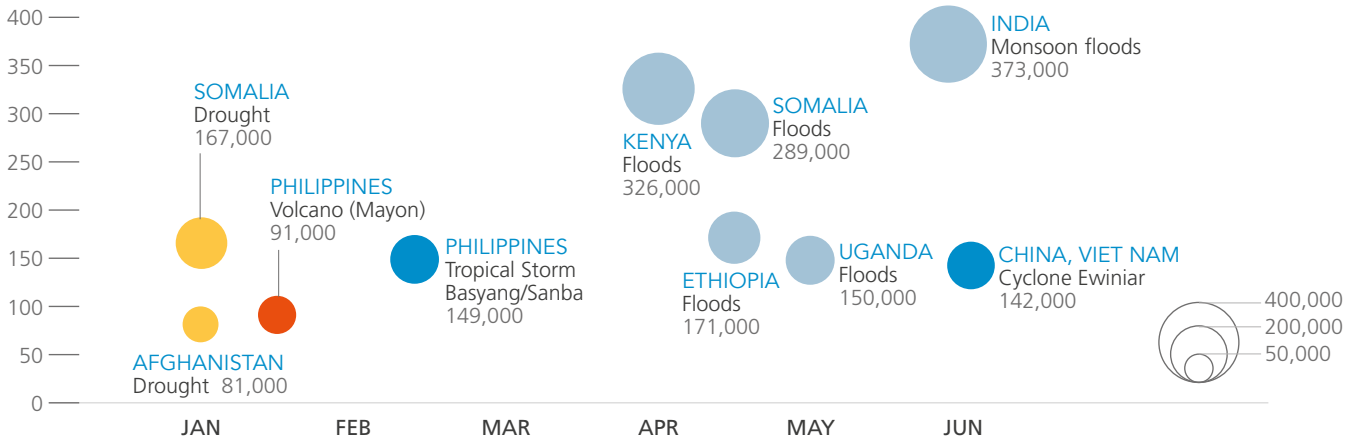 400
350
300
250
200
150
100
50
0
SOMALIA
Drought
167,000
AFGHANISTAN
Drought 81,000
PHILIPPINES
Volcano (Mayon)
91,000
PHILIPPINES
Tropical Storm
Basyang/Sanba
149,000
KENYA
Floods
326,000
SOMALIA
Floods
289,000
ETHIOPIA
Floods
171,000
UGANDA
Floods
150,000
INDIA
Monsoon floods
373,000
CHINA, VIET NAM
Cyclone Ewiniar
142,000
400,000
200,000
50,000
JAN FEB MAR APR MAY JUN